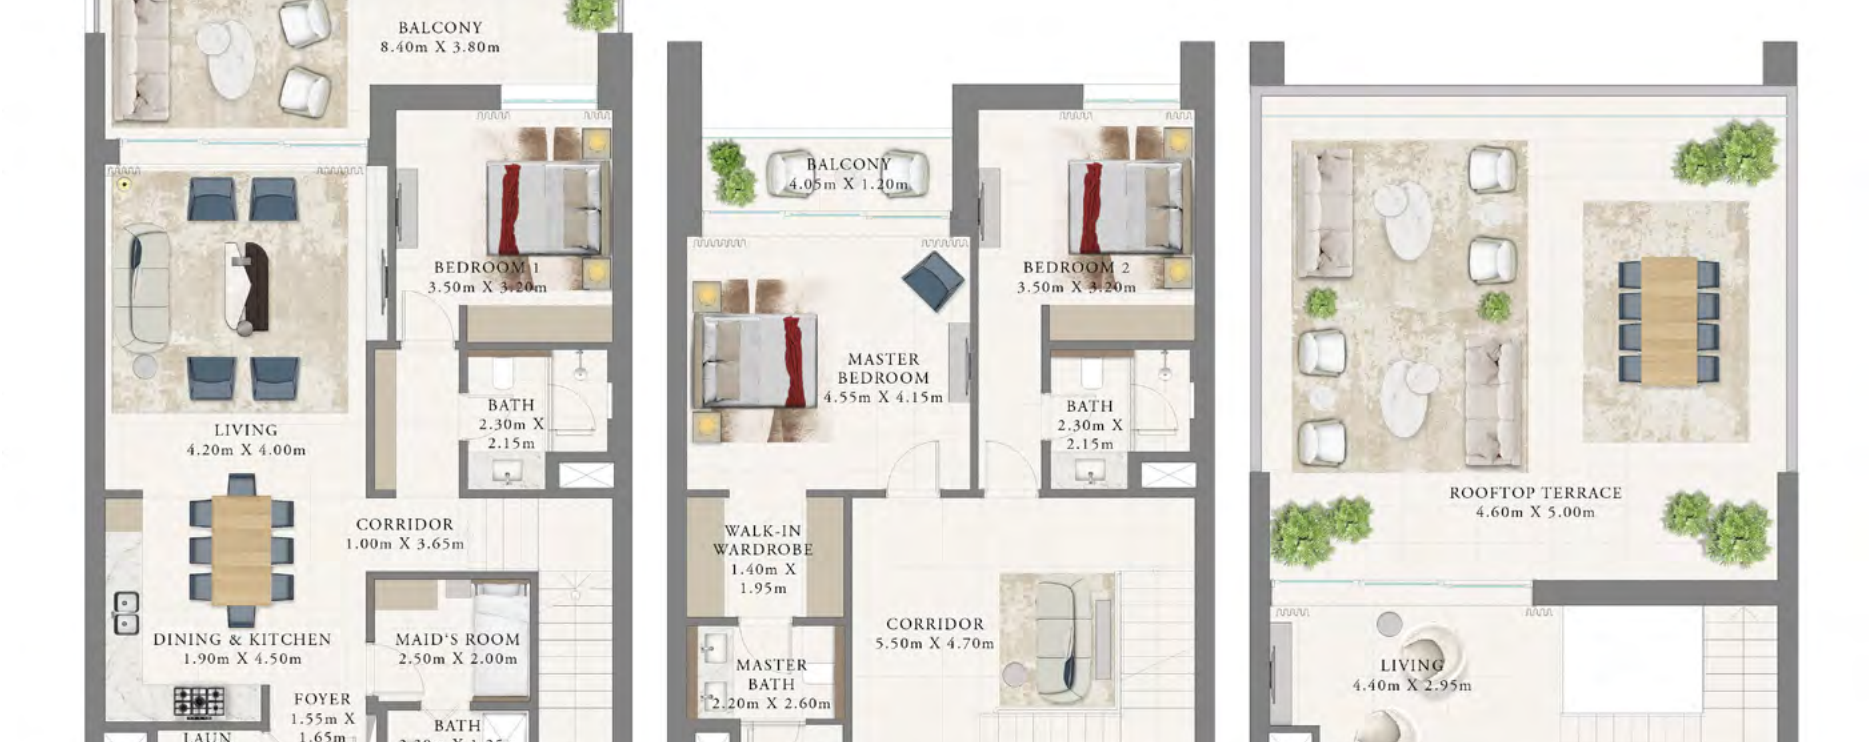 BALCONY
8.40m X 3.80m
BEDROOM 1
3.50m X 3.20m
BATH
2.30m X
2.15m
LIVING
4.20m X 4.00m
CORRIDOR
1.00m X 3.65m
DINING & KITCHEN
1.90m X 4.50m
MAID'S ROOM
2.50m X 2.00m
FOYER
1.55m X
1.65m
BATH
LAUN
BALCONY
4.05m X 1.20m
BEDROOM 2
3.50m X 3.20m
MASTER
BEDROOM
4.55m X 4.15m
BATH
2.30m X
2.15m
WALK-IN
WARDROBE
1.40m X
1.95m
CORRIDOR
5.50m X 4.70m
MASTER
BATH
2.20m X 2.60m
ROOFTOP TERRACE
4.60m X 5.00m
LIVING
4.40m X 2.95m